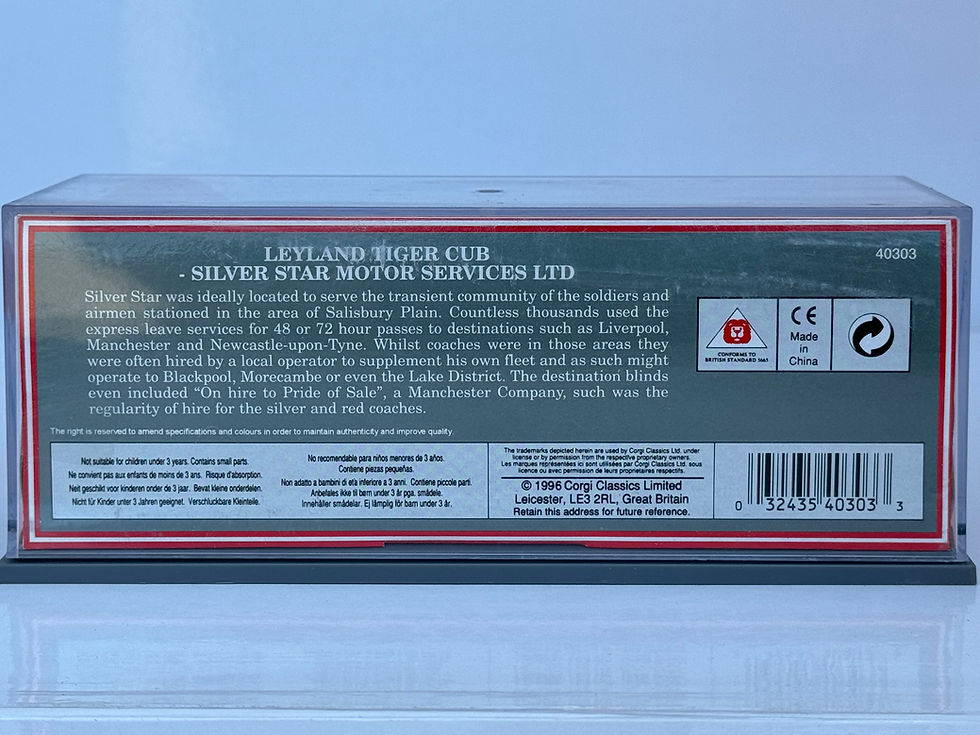 LEYLAND TIGER CUB
- SILVER STAR MOTOR SERVICES LTD
40303
Silver Star was ideally located to serve the transient community of the soldiers and
airmen stationed in the area of Salisbury Plain. Countless thousands used the
express leave services for 48 or 72 hour passes to destinations such as Liverpool,
Manchester and Newcastle-upon-Tyne. Whilst coaches were in those areas they
were often hired by a local operator to supplement his own fleet and as such might
operate to Blackpool, Morecambe or even the Lake District. The destination blinds
even included “On hire to Pride of Sale”, a Manchester Company, such was the
regularity of hire for the silver and red coaches.
CONFORMS TO
BRITISH STANDARD 5665
CE
Made
in
China
The right is reserved to amend specifications and colours in order to maintain authenticity and improve quality.
Not suitable for children under 3 years. Contains small parts.
Ne convient pas aux enfants de moins de 3 ans. Risque d'absorption.
Niet geschikt voor kinderen onder de 3 jaar. Bevat kleine onderdelen.
Nicht für Kinder unter 3 Jahren geeignet. Verschluckbare Kleinteile.
No recomendable para niños menores de 3 años.
Contiene piezas pequeñas.
Non adatto a bambini di età inferiore a 3 anni. Contiene piccole parti.
Anbefales ikke til børn under 3 år pga. smådele.
Innehåller smådelar. Ej lämplig för barn under 3 år.
The trademarks depicted herein are used by Corgi Classics Ltd. under
license or by permission from the respective proprietary owners.
Les marques représentées ici sont utilisées par Corgi Classics Ltd. sous
licence ou avec permission de leurs propriétaires respectifs.
© 1996 Corgi Classics Limited
Leicester, LE3 2RL, Great Britain
Retain this address for future reference.
0 32435 40303 3